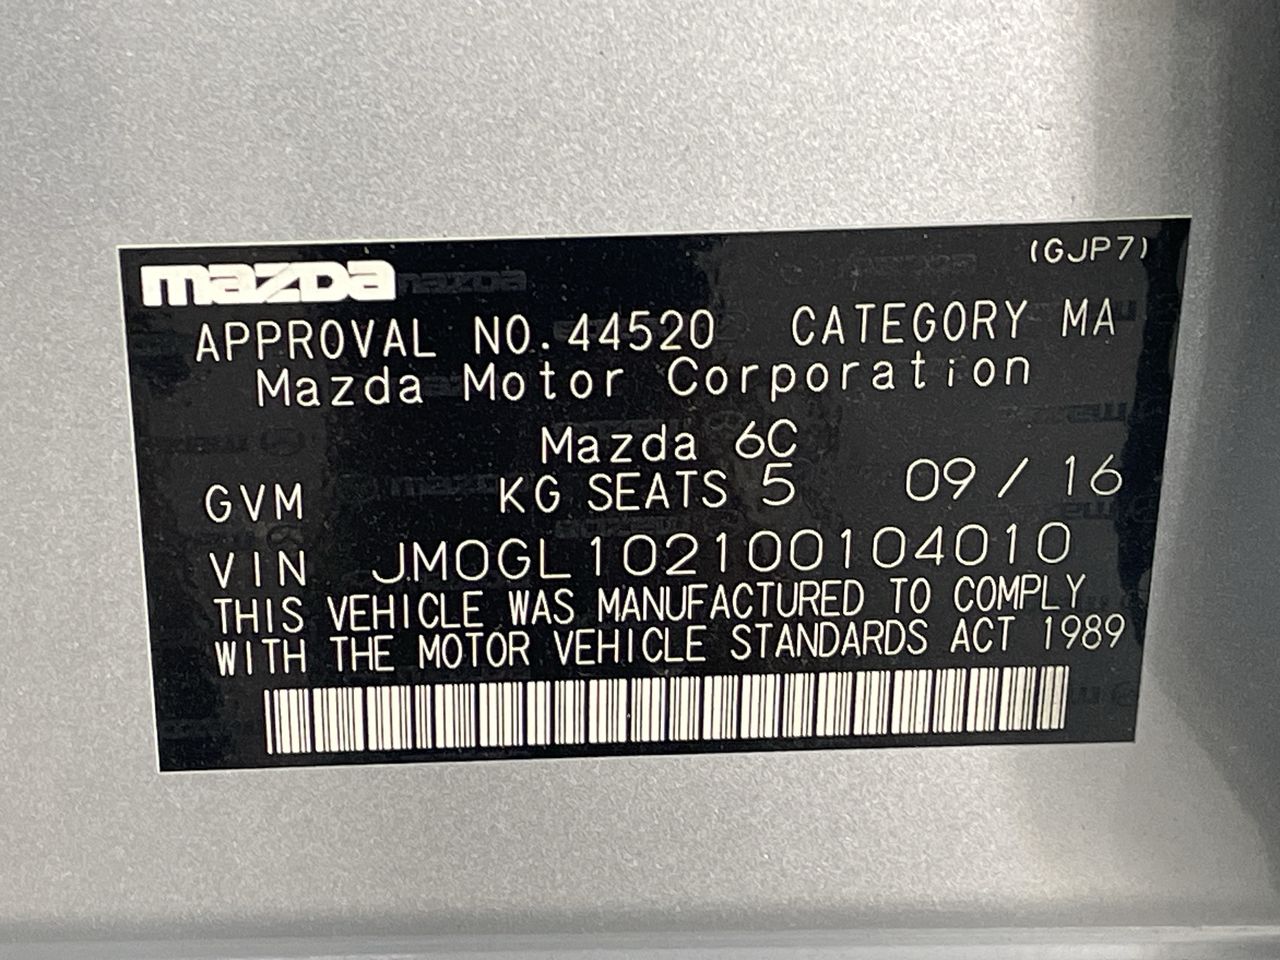 (GJP7)
mazda
APPROVAL NO.44520 CATEGORY MA
Mazda Motor Corporation
Mazda 6C
GVM KG SEATS 5 09 / 16
VIN JM0GL102100104010
THIS VEHICLE WAS MANUFACTURED TO COMPLY
WITH THE MOTOR VEHICLE STANDARDS ACT 1989